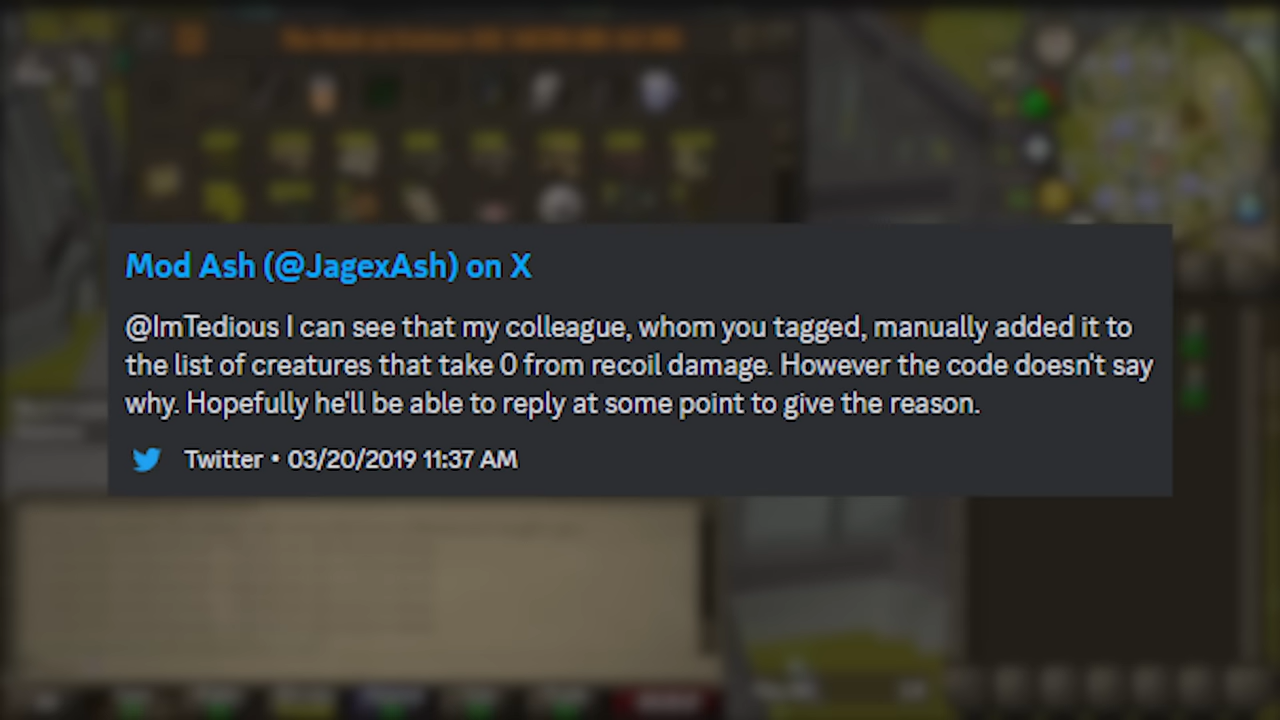 Mod Ash (@JagexAsh) on X
@ImTedious I can see that my colleague, whom you tagged, manually added it to
the list of creatures that take 0 from recoil damage. However the code doesn't say
why. Hopefully he'll be able to reply at some point to give the reason.
Twitter • 03/20/2019 11:37 AM